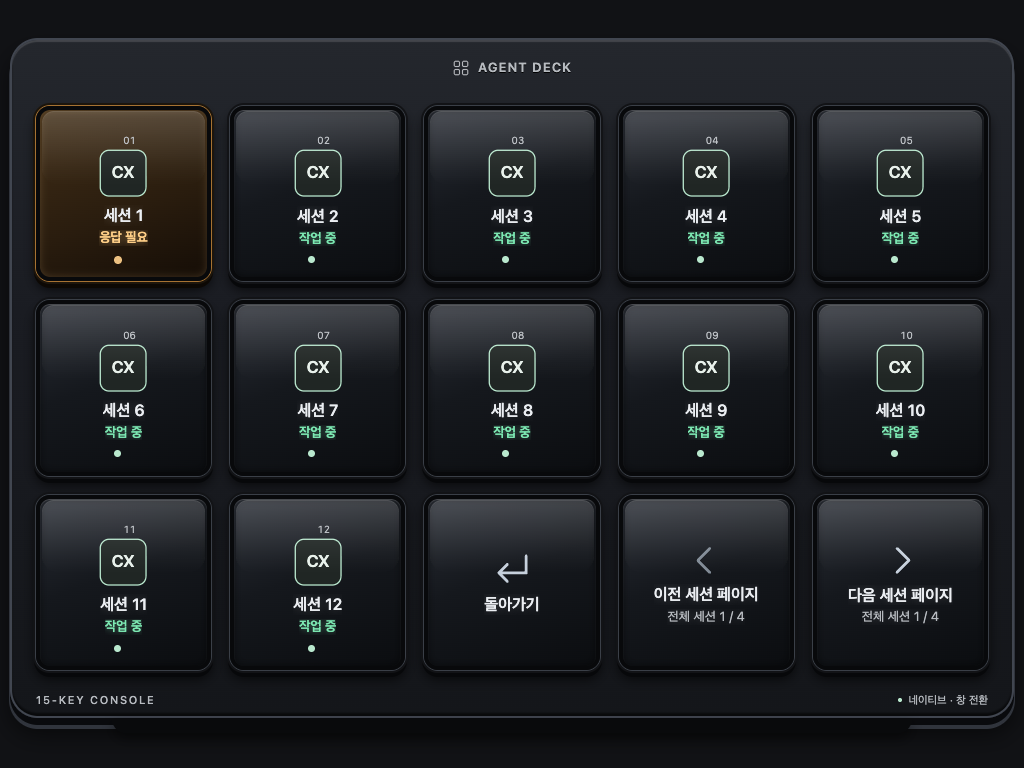 AGENT DECK
01
CX
세션 1
응답 필요
02
CX
세션 2
작업 중
03
CX
세션 3
작업 중
04
CX
세션 4
작업 중
05
CX
세션 5
작업 중
06
CX
세션 6
작업 중
07
CX
세션 7
작업 중
08
CX
세션 8
작업 중
09
CX
세션 9
작업 중
10
CX
세션 10
작업 중
11
CX
세션 11
작업 중
12
CX
세션 12
작업 중
돌아가기
이전 세션 페이지
전체 세션 1 / 4
다음 세션 페이지
전체 세션 1 / 4
15-KEY CONSOLE
네이티브 · 창 전환